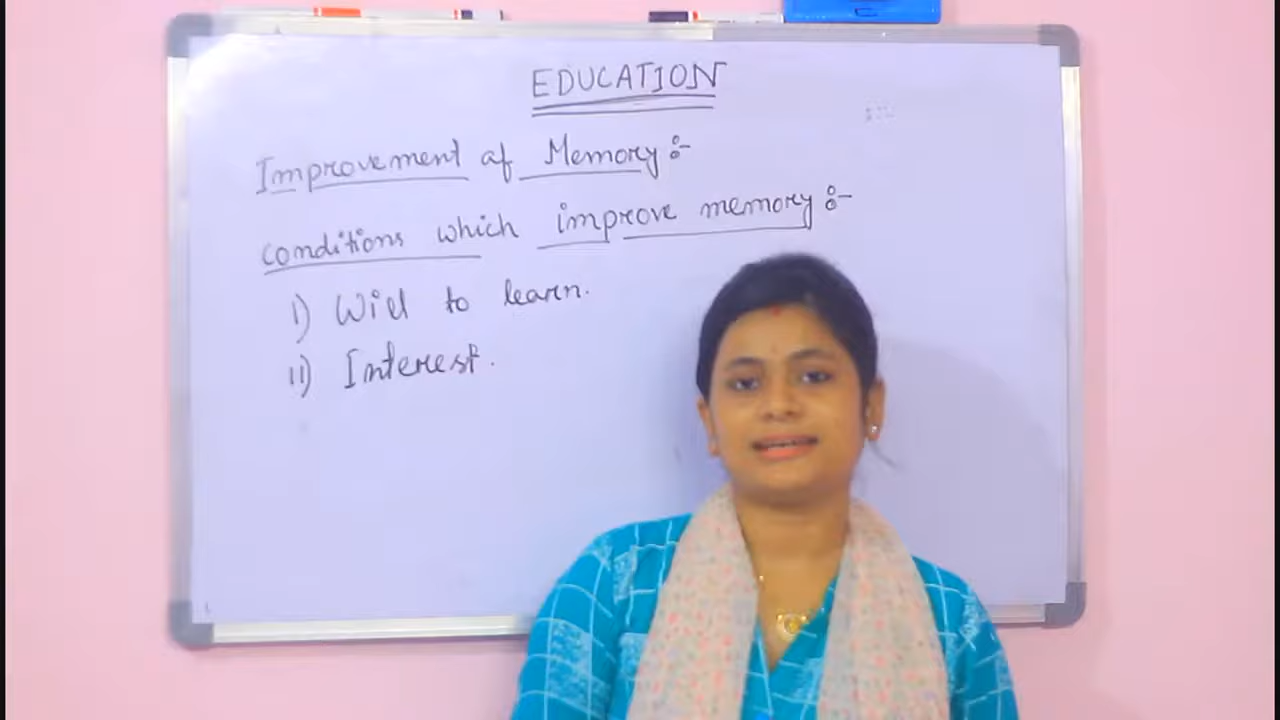 EDUCATION
Improvement of Memory :-
conditions which improve memory :-
i) Will to learn.
ii) Interest.